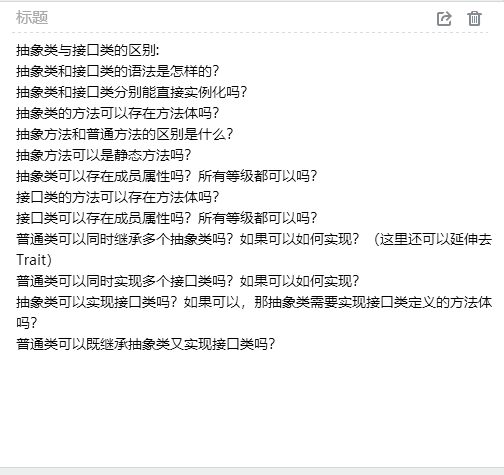 标题
抽象类与接口类的区别:
抽象类和接口类的语法是怎样的?
抽象类和接口类分别能直接实例化吗?
抽象类的方法可以存在方法体吗?
抽象方法和普通方法的区别是什么?
抽象方法可以是静态方法吗?
抽象类可以存在成员属性吗? 所有等级都可以吗?
接口类的方法可以存在方法体吗?
接口类可以存在成员属性吗? 所有等级都可以吗?
普通类可以同时继承多个抽象类吗? 如果可以如何实现? （这里还可以延伸去
Trait）
普通类可以同时实现多个接口类吗? 如果可以如何实现?
抽象类可以实现接口类吗? 如果可以，那抽象类需要实现接口类定义的方法体
吗?
普通类可以既继承抽象类又实现接口类吗?